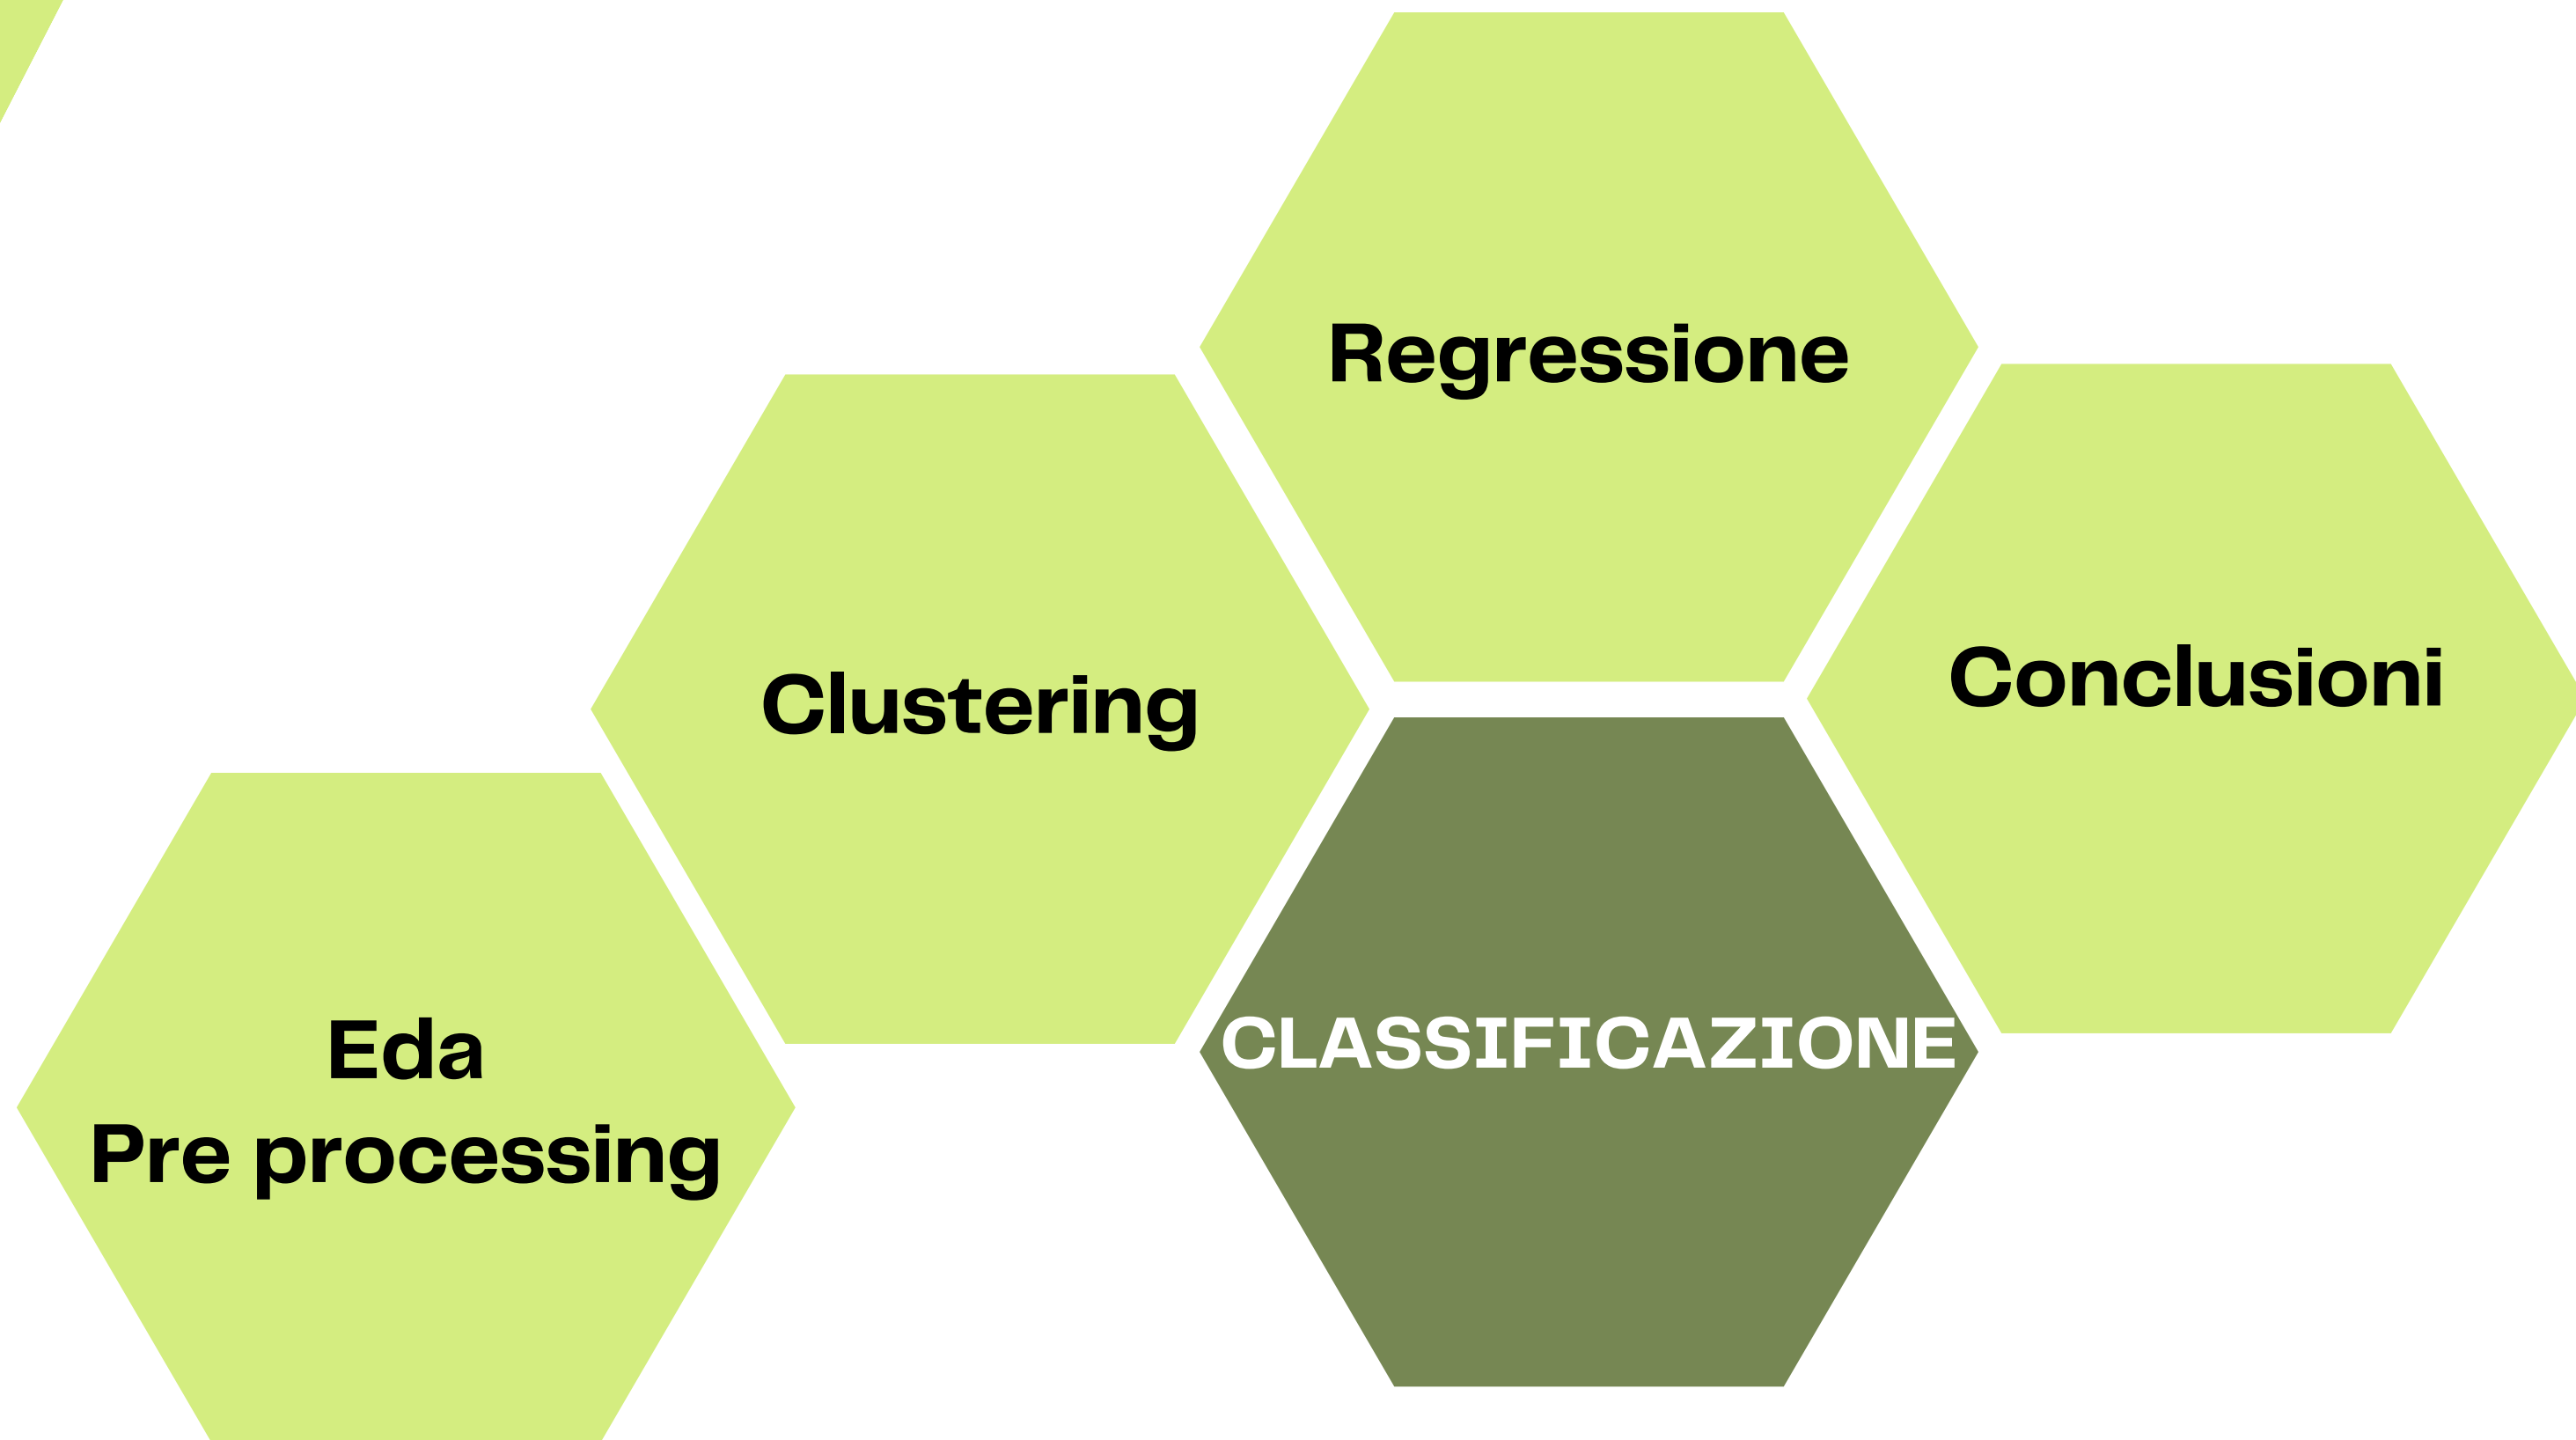 Regressione
Clustering
Conclusioni
Eda
Pre processing
CLASSIFICAZIONE